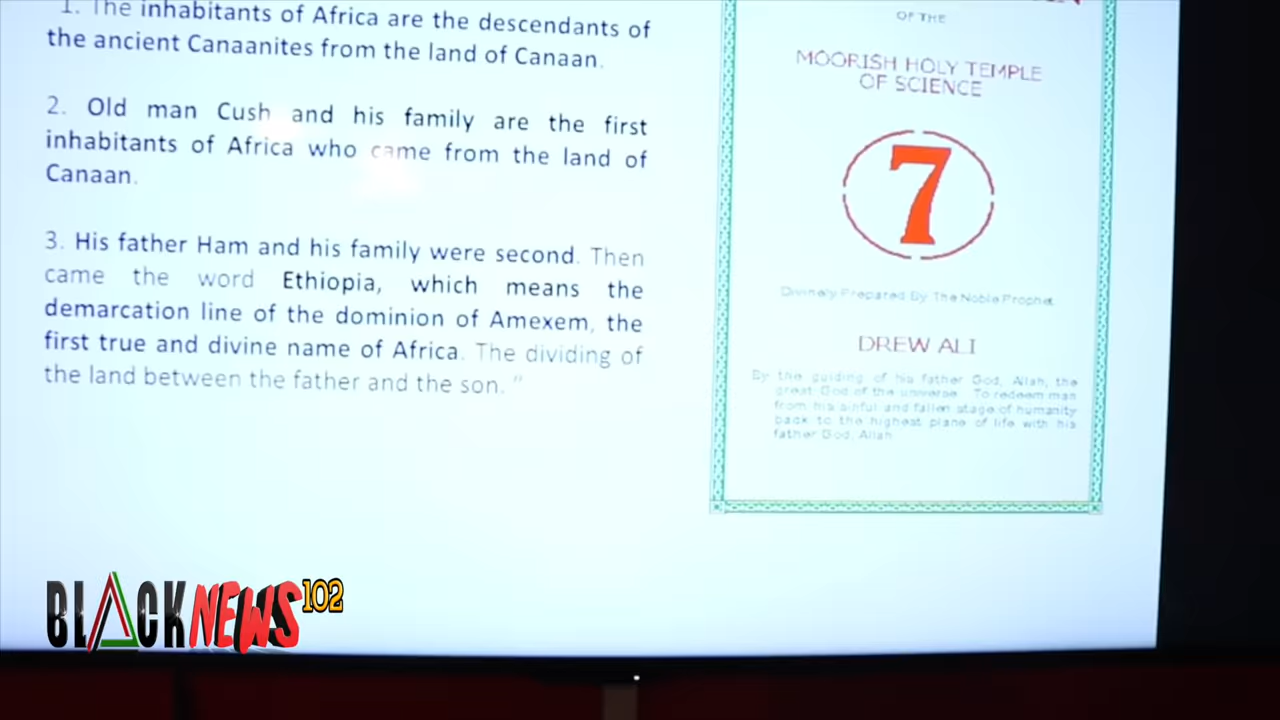 1. The inhabitants of Africa are the descendants of
the ancient Canaanites from the land of Canaan.
2. Old man Cush and his family are the first
inhabitants of Africa who came from the land of
Canaan.
3. His father Ham and his family were second. Then
came the word Ethiopia, which means the
demarcation line of the dominion of Amexem, the
first true and divine name of Africa. The dividing of
the land between the father and the son. "
OF THE
MOORISH HOLY TEMPLE
OF SCIENCE
7
Divinely Prepared By The Noble Prophet
DREW ALI
By the guiding of his father God, Allah, the
great God of the universe. To redeem man
from his sinful and fallen stage of humanity
back to the highest plane of life with his
father God, Allah
BLACK NEWS 102